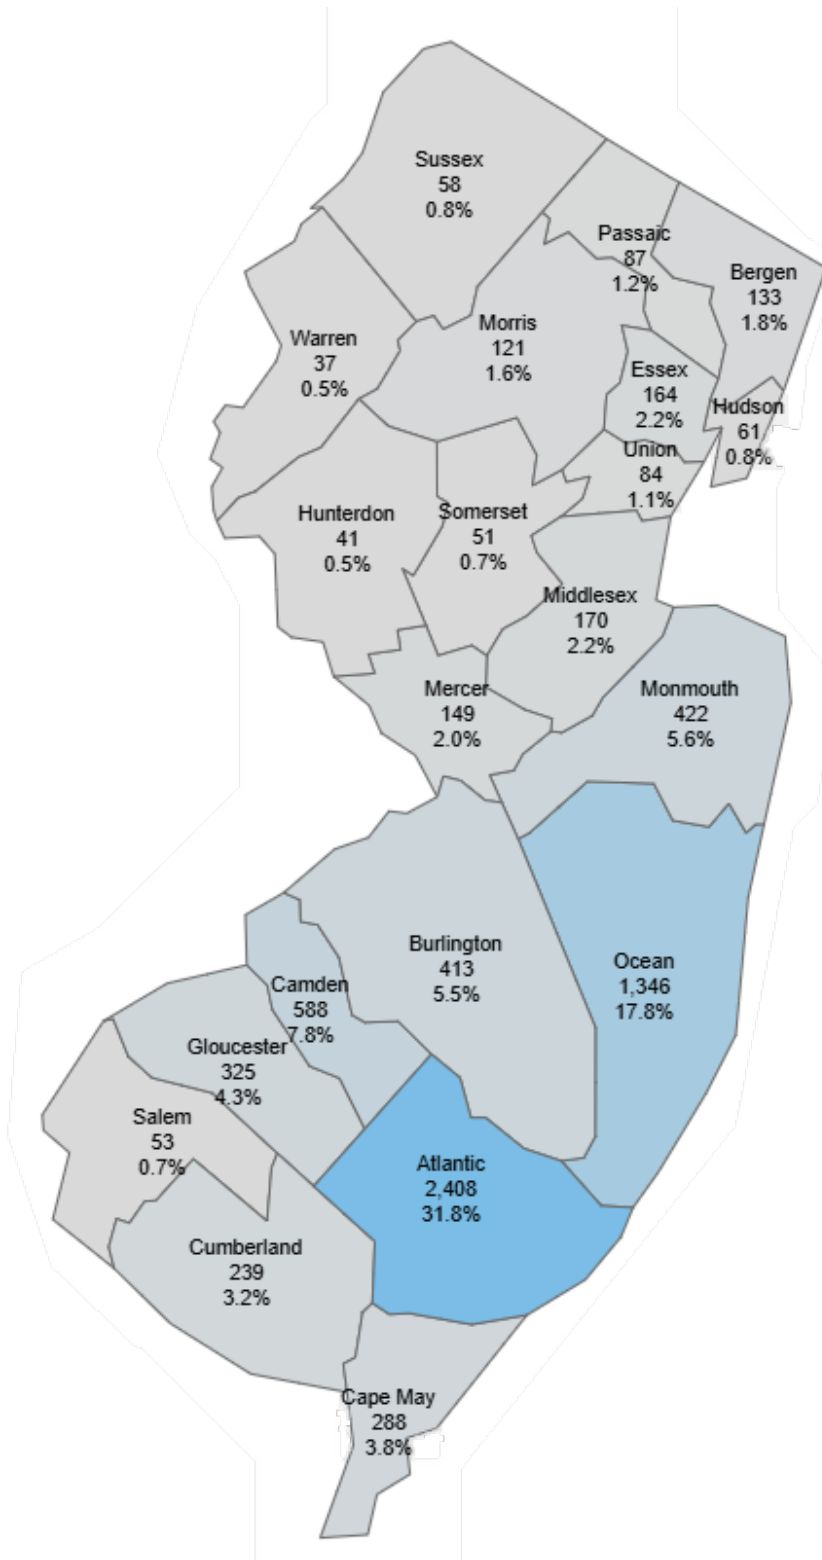 Sussex
58
0.8%
Passaic
87
1.2%
Bergen
133
1.8%
Warren
37
0.5%
Morris
121
1.6%
Essex
164
2.2%
Hudson
61
0.8%
Union
84
1.1%
Hunterdon
41
0.5%
Somerset
51
0.7%
Middlesex
170
2.2%
Mercer
149
2.0%
Monmouth
422
5.6%
Burlington
413
5.5%
Ocean
1,346
17.8%
Camden
588
7.8%
Gloucester
325
4.3%
Salem
53
0.7%
Atlantic
2,408
31.8%
Cumberland
239
3.2%
Cape May
288
3.8%